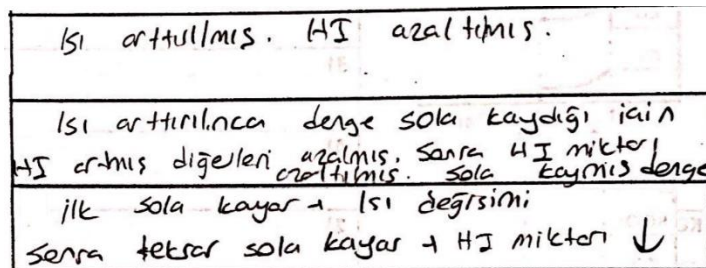 Isı arttıılmış. HI azaltılmış.
Isı arttırılınca denge sola kaydığı için
HI artmış diğerleri azalmış. Sonra HI miktarı
azaltılmış. sola kaymış denge
ilk sola kayar → Isı değişimi
Sonra tekrar sola kayar → HI miktarı ↓